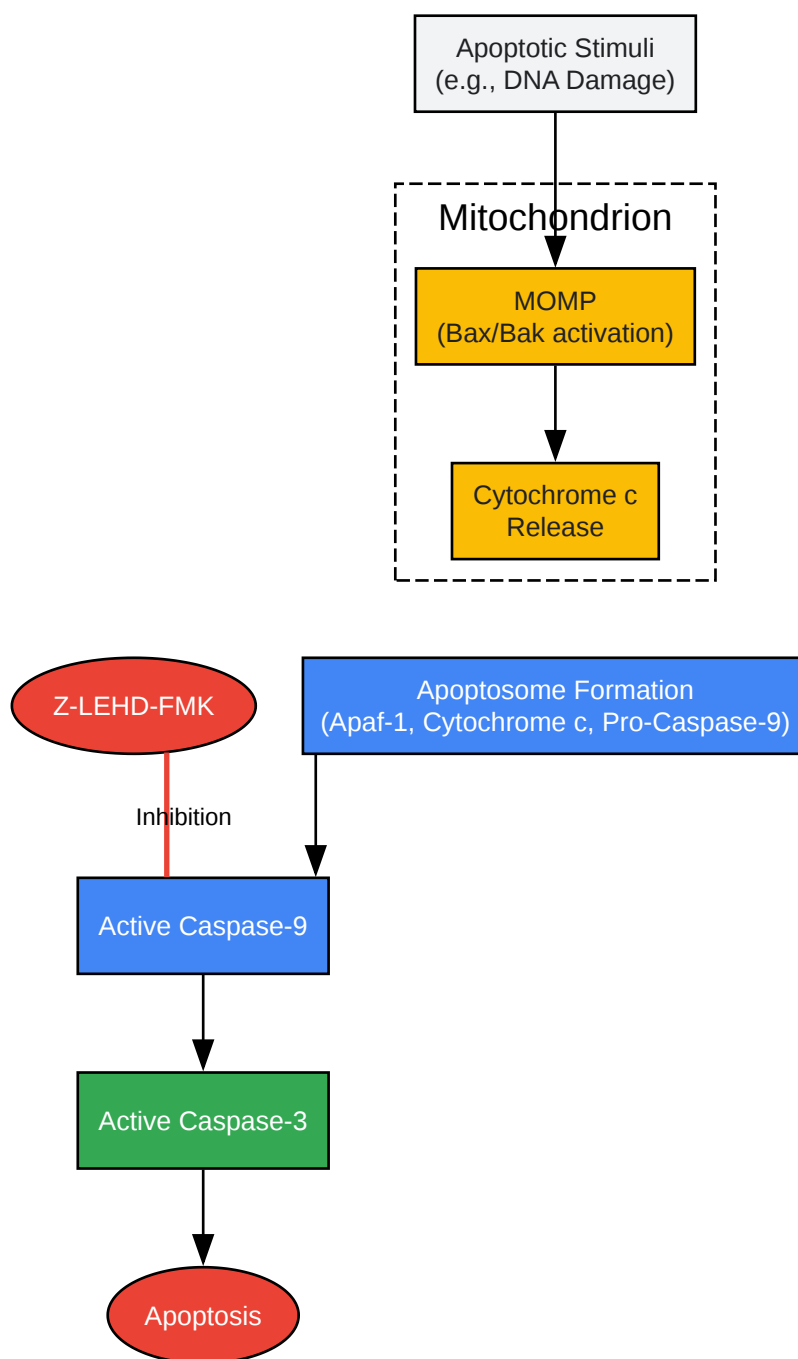 Apoptotic Stimuli
(e.g., DNA Damage)
Mitochondrion
MOMP
(Bax/Bak activation)
Cytochrome c
Release
Z-LEHD-FMK
Apoptosome Formation
(Apaf-1, Cytochrome c, Pro-Caspase-9)
Inhibition
Active Caspase-9
Active Caspase-3
Apoptosis